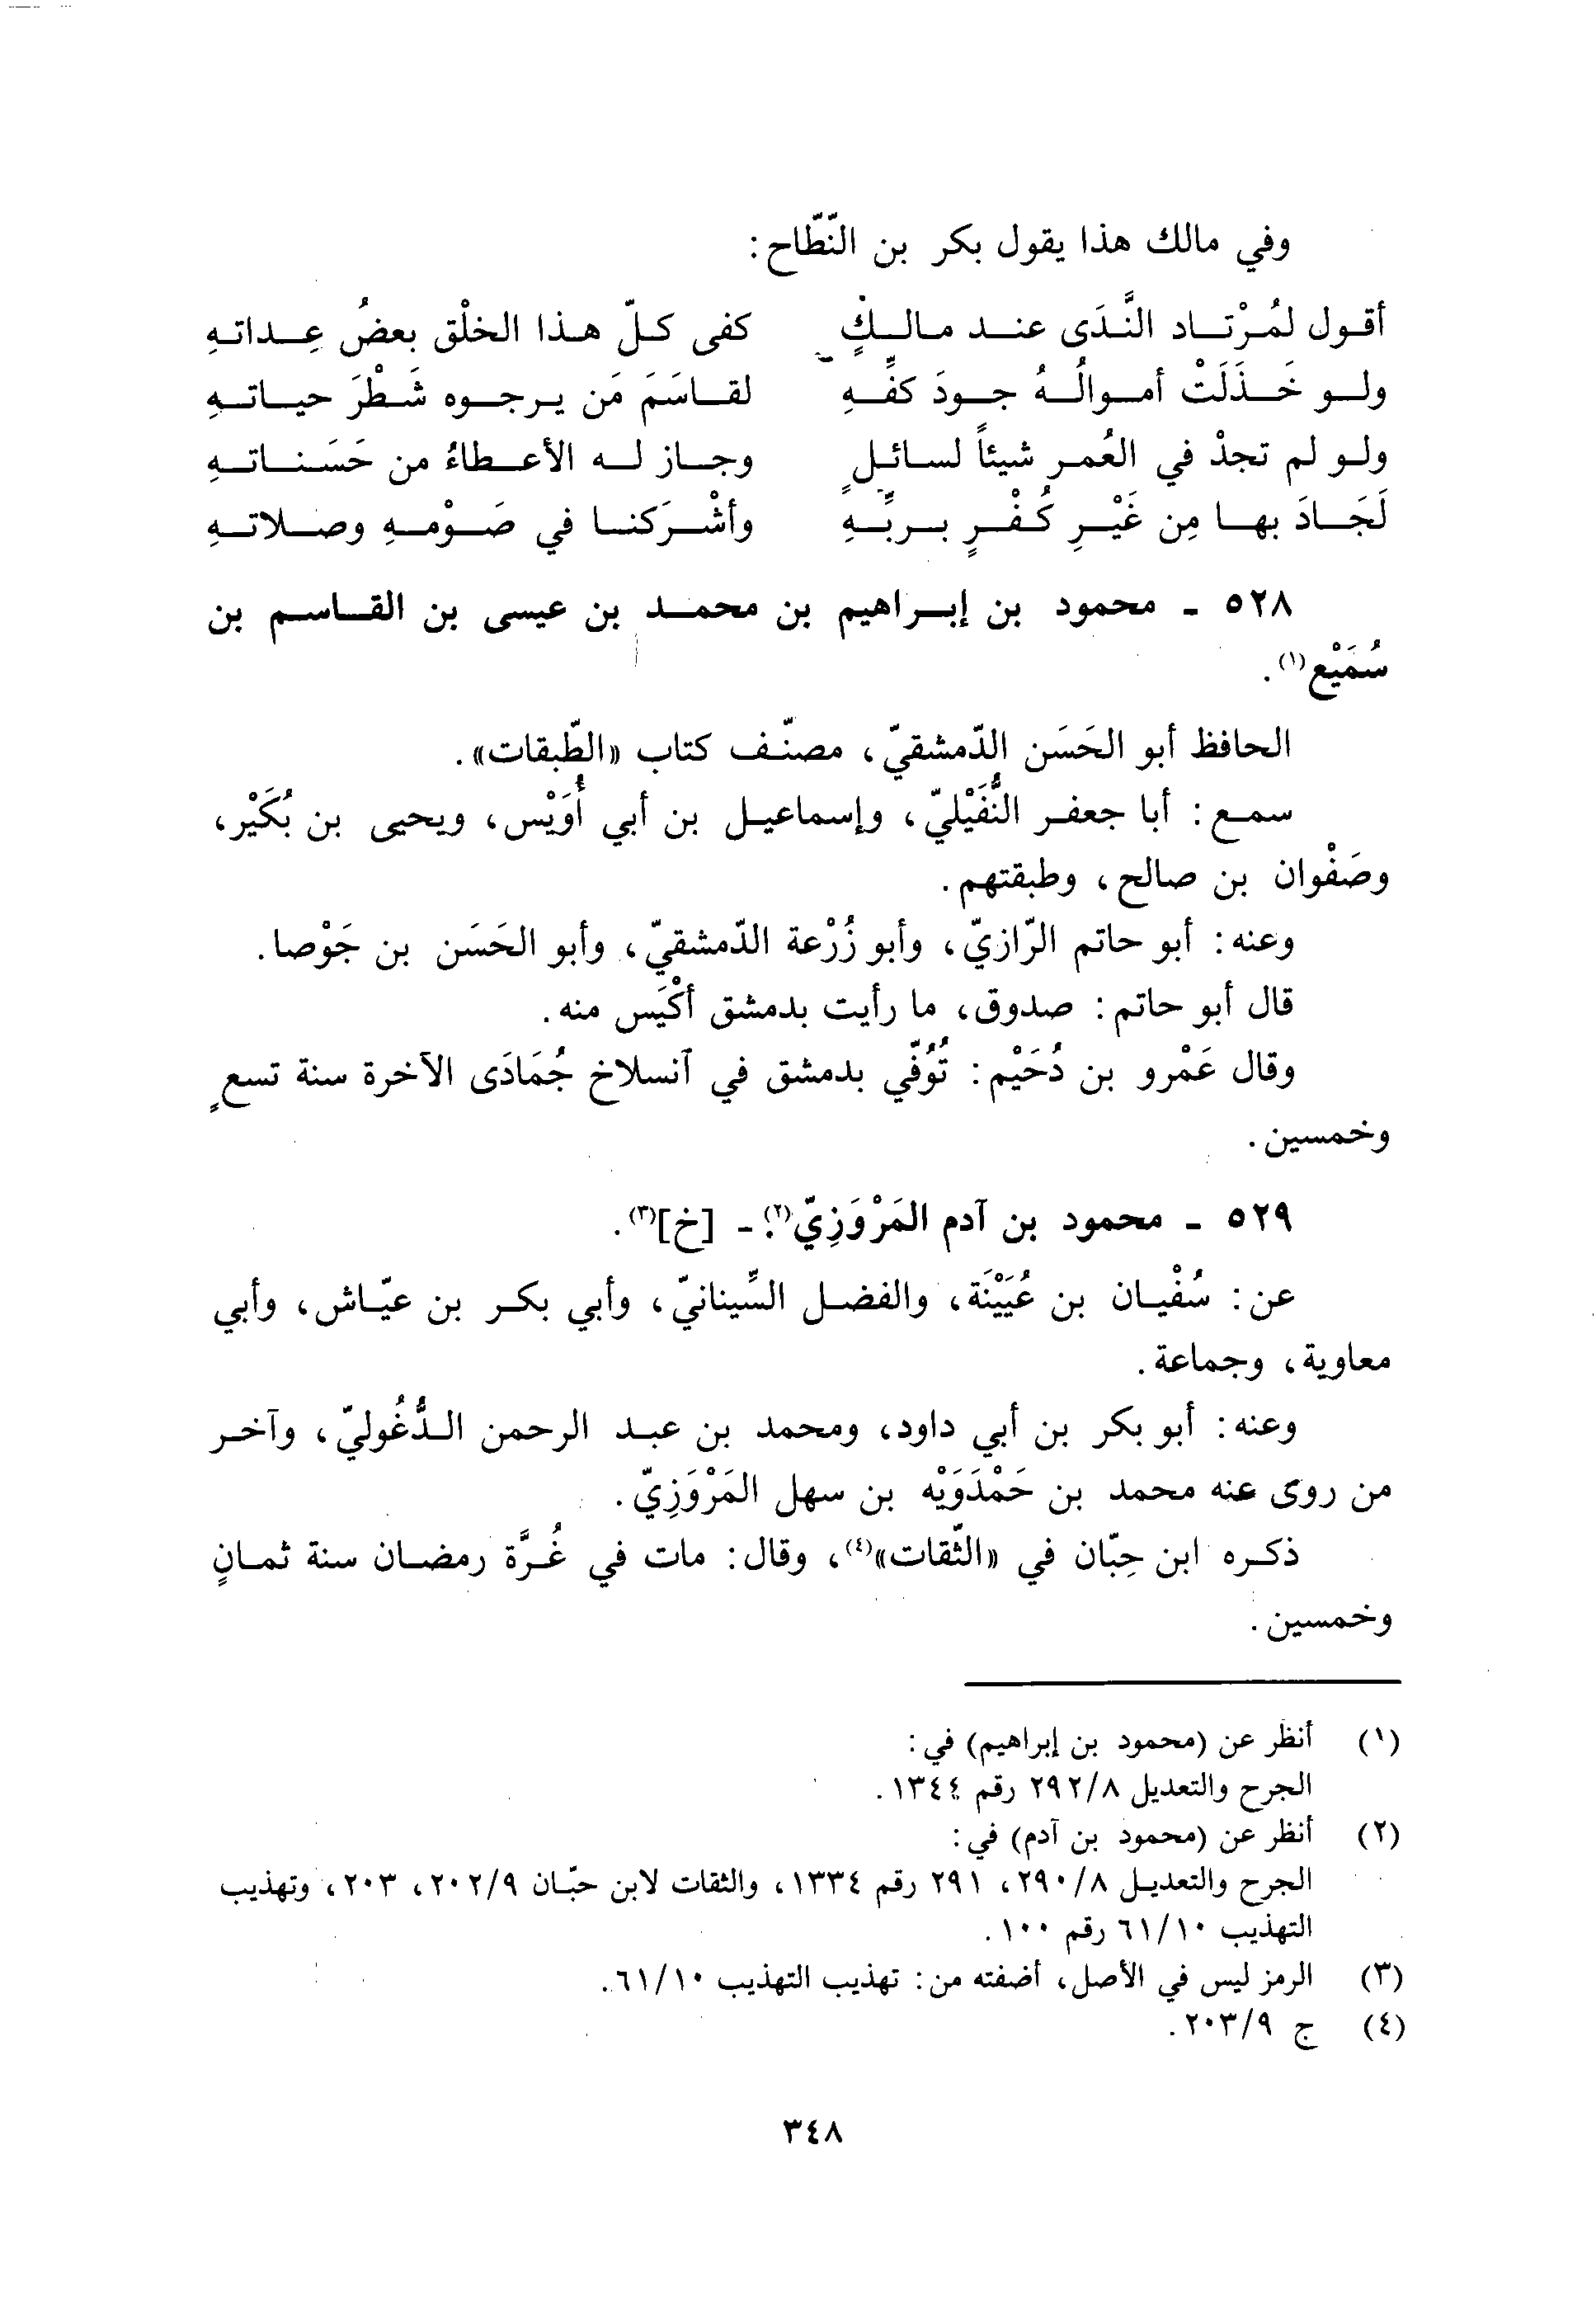 وفي مالك هذا يقول بكر بن النّطّاح:
أقول لمُرْتاد النَّدَى عند مالكٍ كفى كلّ هذا الخلْق بعضُ عِداتهِ
ولو خَذَلَتْ أموالُهُ جودَ كفِّهِ لقاسَمَ مَن يرجوه شَطْرَ حياتهِ
ولو لم تجدْ في العُمر شيئاً لسائلٍ وجاز له الأعطاءُ من حَسَناتهِ
لَجَادَ بها مِن غَيْرِ كُفْرٍ بربِّهِ وأشْرَكنا في صَوْمهِ وصلاتهِ
٥٢٨ - محمود بن إبراهيم بن محمد بن عيسى بن القاسم بن
سُمَيْع(١).
الحافظ أبو الحَسَن الدّمشقيّ، مصنّف كتاب «الطّبقات».
سمع: أبا جعفر النُّفَيْليّ، وإسماعيل بن أبي أُوَيْس، ويحيى بن بُكَيْر،
وصَفْوان بن صالح، وطبقتهم.
وعنه: أبو حاتم الرّازيّ، وأبو زُرْعة الدّمشقيّ، وأبو الحَسَن بن جَوْصا.
قال أبو حاتم: صدوق، ما رأيت بدمشق أكْيَس منه.
وقال عَمْرو بن دُحَيْم: تُوُفّي بدمشق في آنسلاخ جُمَادَى الآخرة سنة تسعٍ
وخمسين.
٥٢٩ - محمود بن آدم المَرْوَزِيّ(٢). - [خ](٣).
عن: سُفْيان بن عُيَيْنَة، والفضل السِّينانيّ، وأبي بكر بن عيّاش، وأبي
معاوية، وجماعة.
وعنه: أبو بكر بن أبي داود، ومحمد بن عبد الرحمن الدُّغُوليّ، وآخر
من روى عنه محمد بن حَمْدَوَيْه بن سهل المَرْوَزِيّ.
ذكره ابن حِبّان في «الثّقات»(٤)، وقال: مات في غُرَّة رمضان سنة ثمانٍ
وخمسين.
(١) أنظر عن (محمود بن إبراهيم) في:
الجرح والتعديل ٢٩٢/٨ رقم ١٣٤٤.
(٢) أنظر عن (محمود بن آدم) في:
الجرح والتعديل ٢٩٠/٨، ٢٩١ رقم ١٣٣٤، والثقات لابن حبّان ٢٠٢/٩، ٢٠٣، وتهذيب
التهذيب ٦١/١٠ رقم ١٠٠.
(٣) الرمز ليس في الأصل، أضفته من: تهذيب التهذيب ٦١/١٠.
(٤) ج ٢٠٣/٩.
٣٤٨